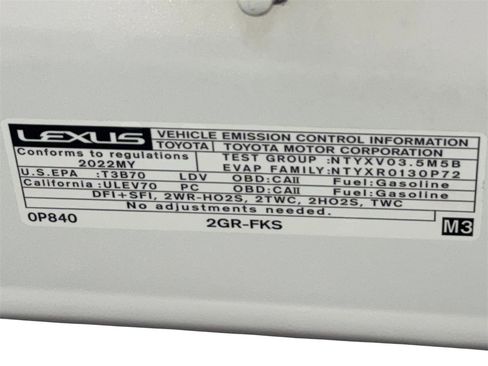 LEXUS VEHICLE EMISSION CONTROL INFORMATION
TOYOTA TOYOTA MOTOR CORPORATION
Conforms to regulations TEST GROUP :NTYXV03.5M5B
2022MY EVAP FAMILY:NTYXR0130P72
U.S.EPA :T3B70 LDV OBD:CAII Fuel:Gasoline
California :ULEV70 PC OBD:CAII Fuel:Gasoline
DFI+SFI, 2WR-HO2S, 2TWC, 2HO2S, TWC
No adjustments needed.
0P840 2GR-FKS M3